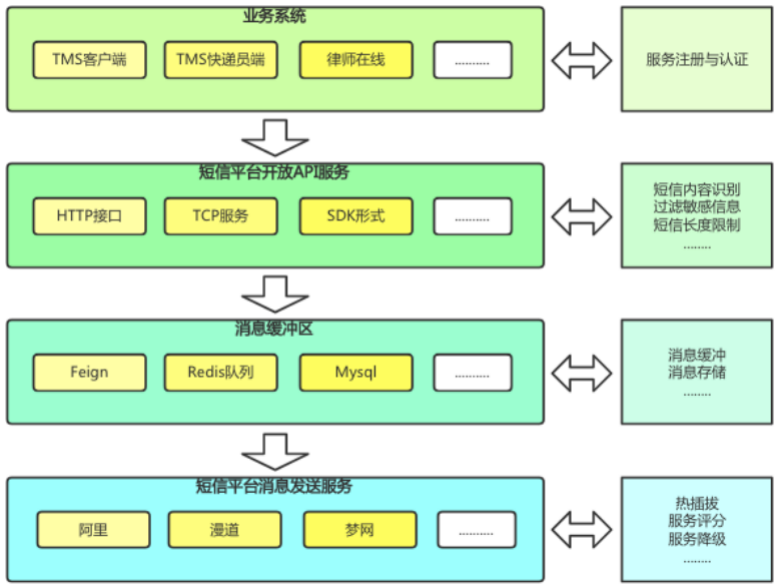 业务系统
TMS客户端
TMS快递员端
律师在线
..........
服务注册与认证
短信平台开放API服务
HTTP接口
TCP服务
SDK形式
..........
短信内容识别
过滤敏感信息
短信长度限制
........
消息缓冲区
Feign
Redis队列
Mysql
..........
消息缓冲
消息存储
........
短信平台消息发送服务
阿里
漫道
梦网
..........
热插拔
服务评分
服务降级
........